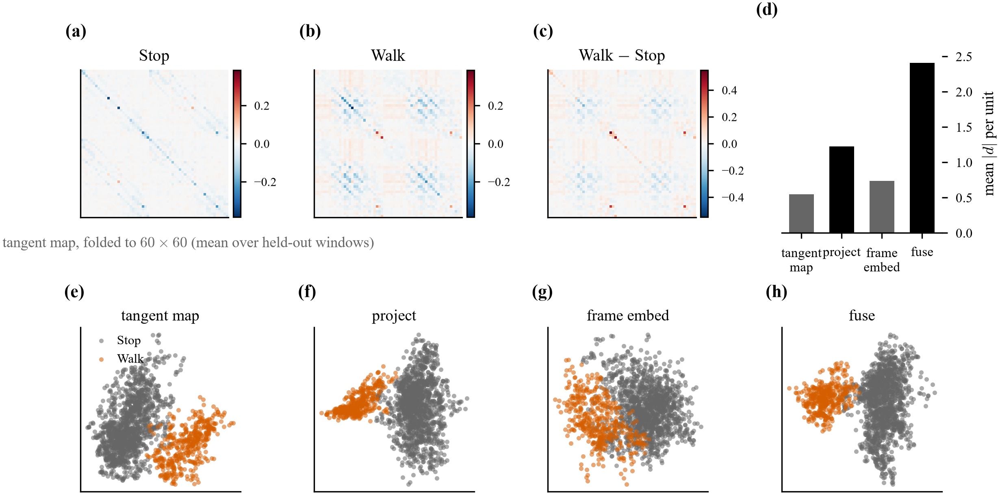 (a)
Stop
0.2
0.0
−0.2
(b)
Walk
0.2
0.0
−0.2
(c)
Walk − Stop
0.4
0.2
0.0
−0.2
−0.4
(d)
2.5
2.0
1.5
1.0
0.5
0.0
mean |d| per unit
tangent
map
project
frame
embed
fuse
tangent map, folded to 60 × 60 (mean over held-out windows)
(e)
tangent map
Stop
Walk
(f)
project
(g)
frame embed
(h)
fuse